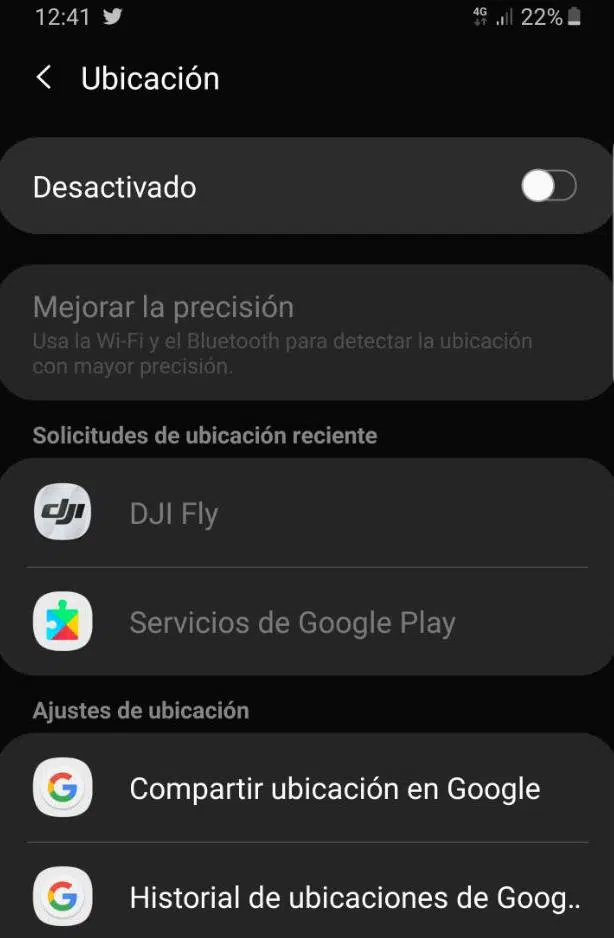 12:41 4G 22%
Ubicación
Desactivado
Mejorar la precisión
Usa la Wi-Fi y el Bluetooth para detectar la ubicación
con mayor precisión.
Solicitudes de ubicación reciente
dji DJI Fly
Servicios de Google Play
Ajustes de ubicación
G Compartir ubicación en Google
G Historial de ubicaciones de Goog..